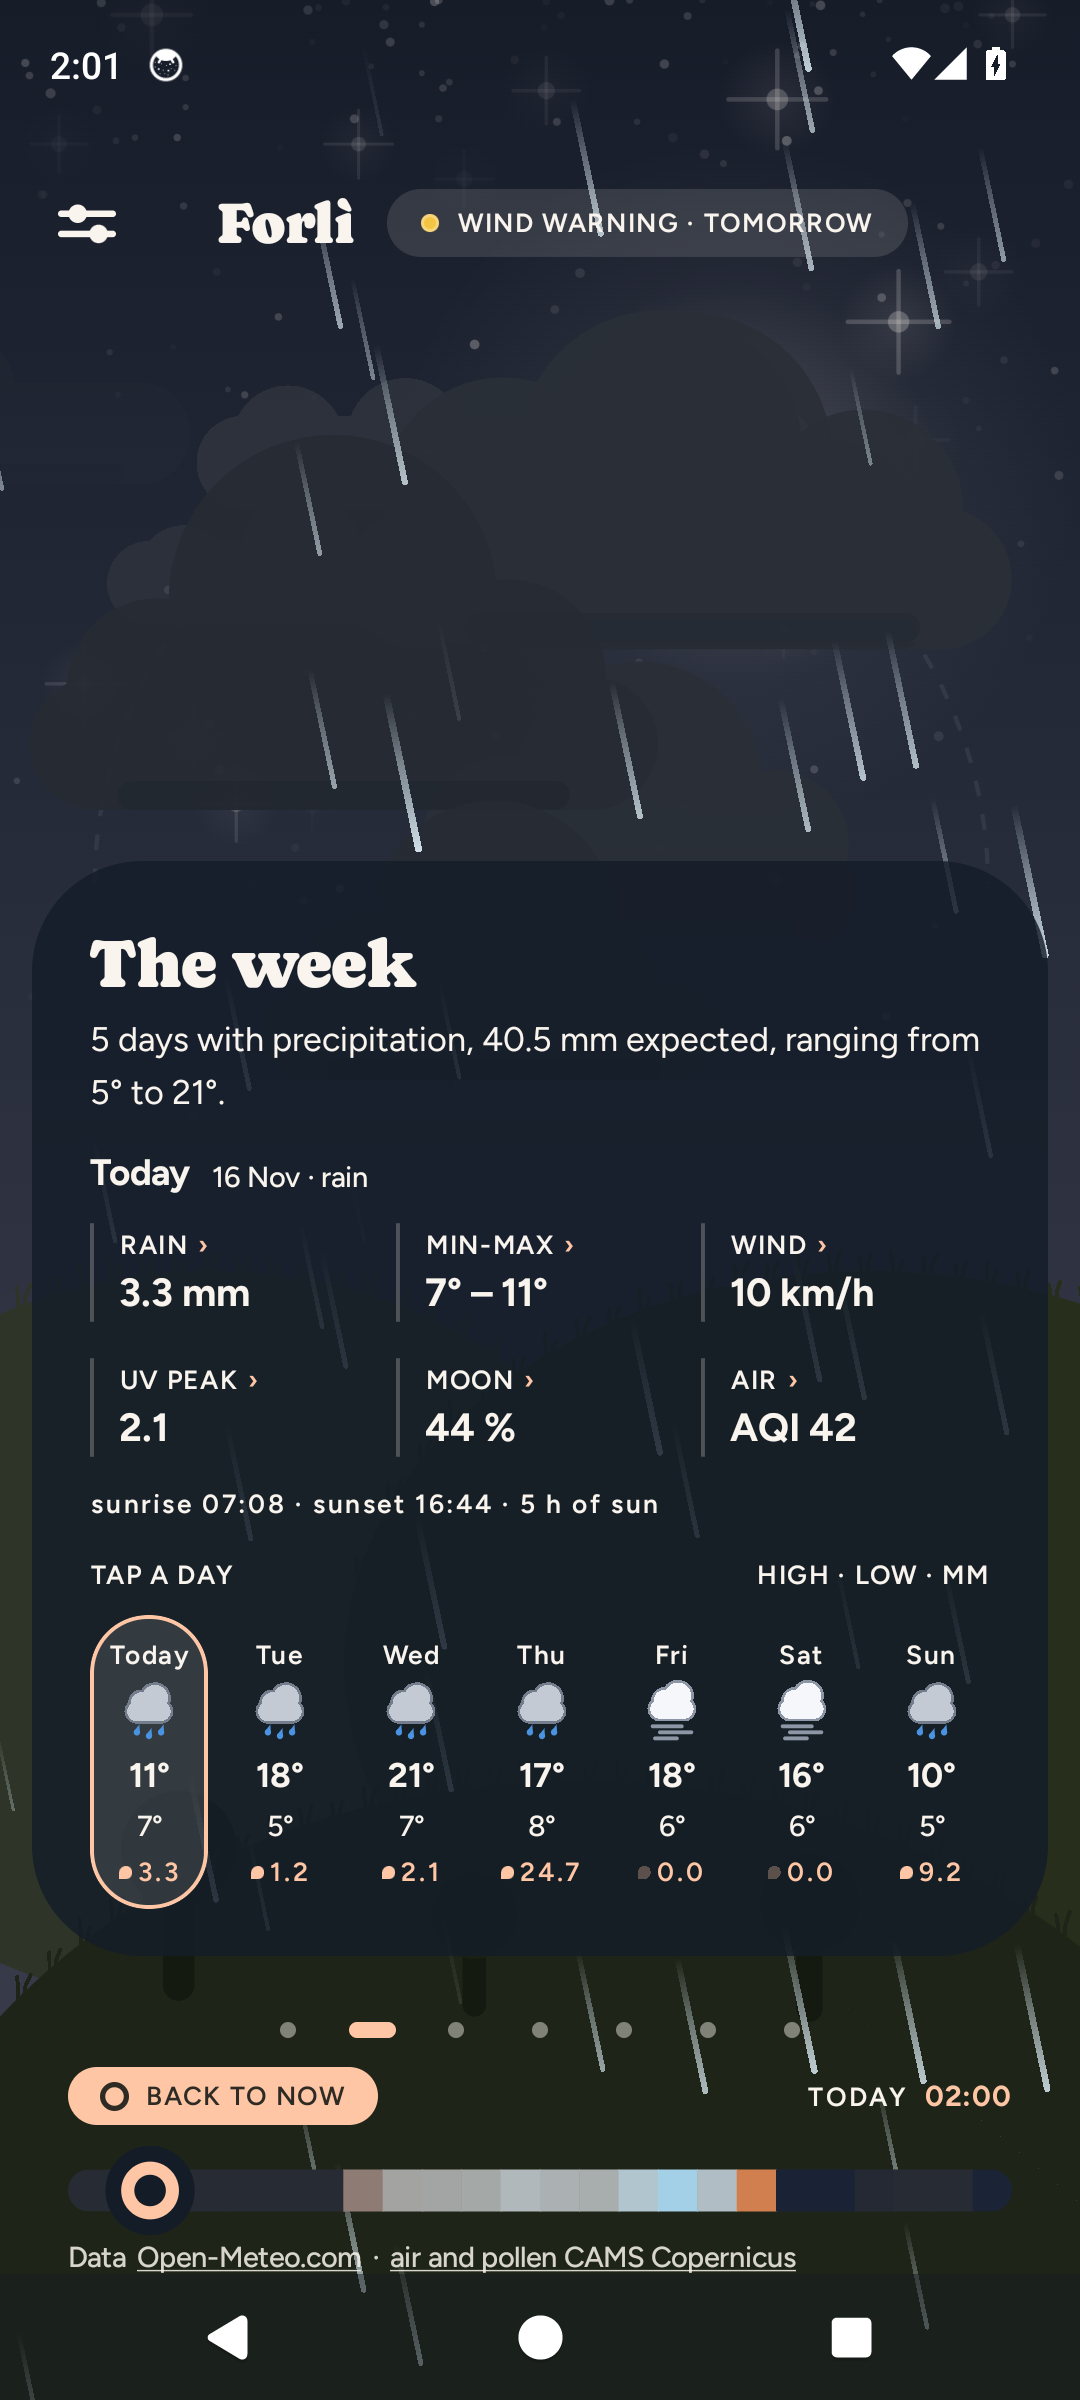 2:01
Forlì
WIND WARNING · TOMORROW
The week
5 days with precipitation, 40.5 mm expected, ranging from
5° to 21°.
Today 16 Nov · rain
RAIN › MIN-MAX › WIND ›
3.3 mm 7° – 11° 10 km/h
UV PEAK › MOON › AIR ›
2.1 44 % AQI 42
sunrise 07:08 · sunset 16:44 · 5 h of sun
TAP A DAY HIGH · LOW · MM
Today Tue Wed Thu Fri Sat Sun
11° 18° 21° 17° 18° 16° 10°
7° 5° 7° 8° 6° 6° 5°
3.3 1.2 2.1 24.7 0.0 0.0 9.2
BACK TO NOW TODAY 02:00
Data Open-Meteo.com · air and pollen CAMS Copernicus